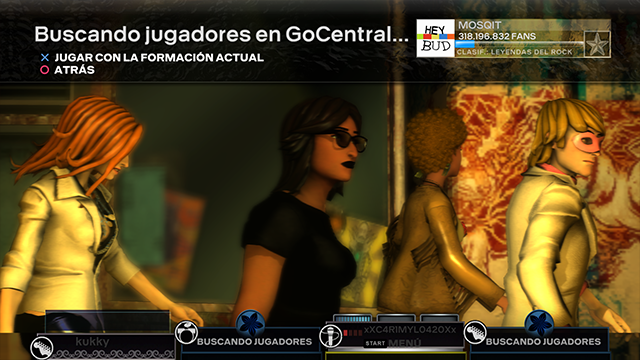 Buscando jugadores en GoCentral...
JUGAR CON LA FORMACIÓN ACTUAL
ATRÁS
HEY BUD
MOSQIT
318.196.832 FANS
CLASIF.: LEYENDAS DEL ROCK
kukky
BUSCANDO JUGADORES
xXC4RIMYL0420Xx
START MENÚ
BUSCANDO JUGADORES